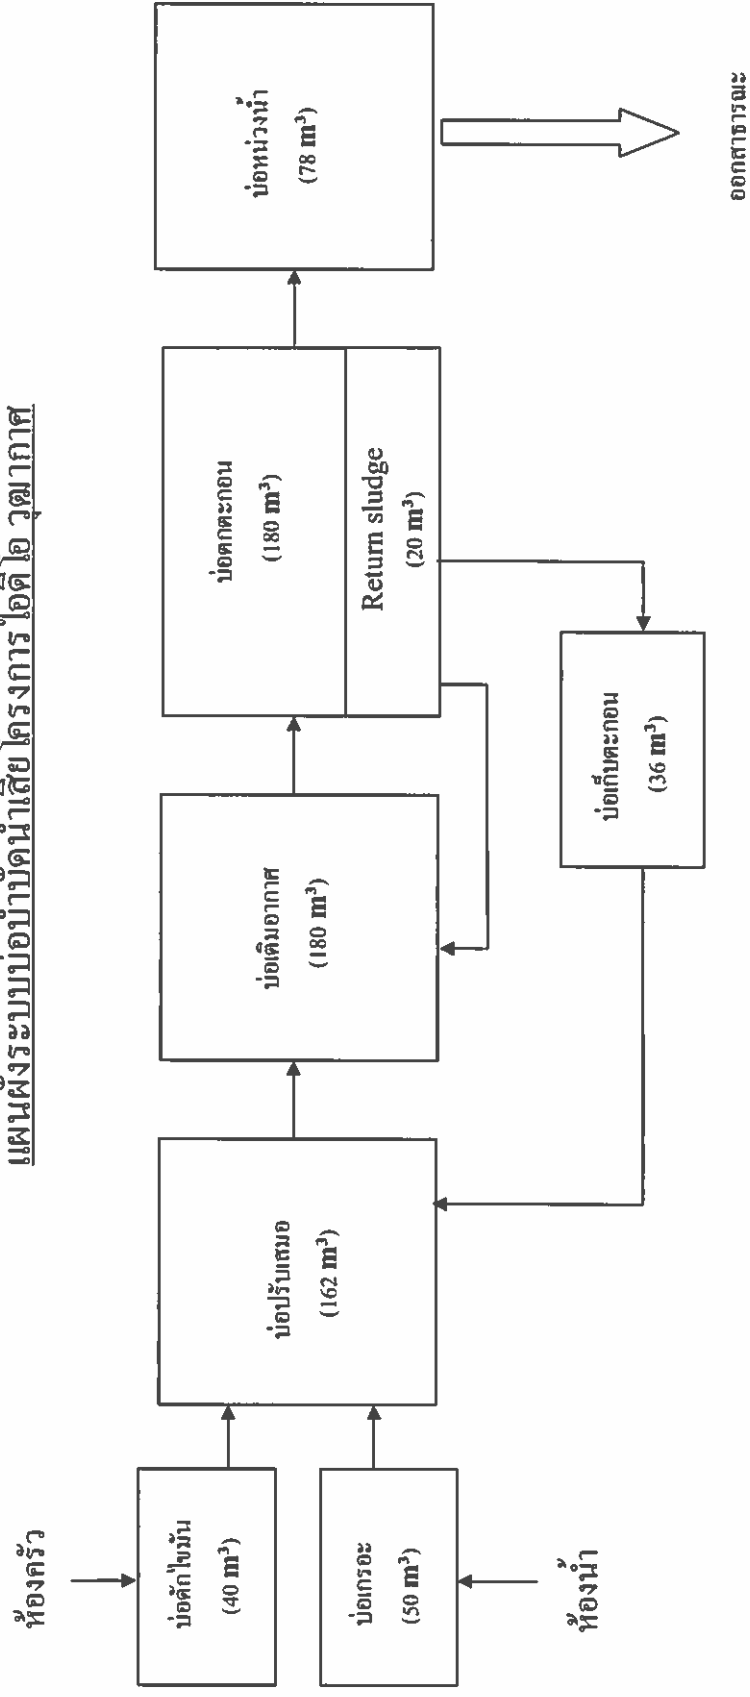 แผนผังระบบบ่อบำบัดน้ำเสียโครงการ ไอดีโอ วุฒากาศ
ห้องครัว
บ่อดักไขมัน
(40 m³)
บ่อเกรอะ
(50 m³)
ห้องน้ำ
บ่อปรับเสมอ
(162 m³)
บ่อเติมอากาศ
(180 m³)
บ่อตกตะกอน
(180 m³)
Return sludge
(20 m³)
บ่อเก็บตะกอน
(36 m³)
บ่อหน่วงน้ำ
(78 m³)
ออกสาธารณะ